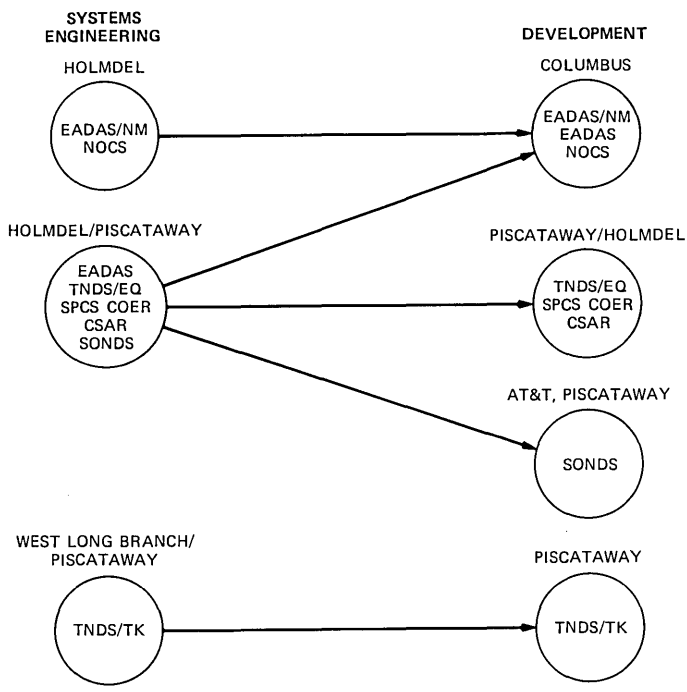 SYSTEMS
ENGINEERING
DEVELOPMENT
HOLMDEL
COLUMBUS
EADAS/NM
NOCS
EADAS/NM
EADAS
NOCS
HOLMDEL/PISCATAWAY
PISCATAWAY/HOLMDEL
EADAS
TNDS/EQ
SPCS COER
CSAR
SONDS
TNDS/EQ
SPCS COER
CSAR
AT&T, PISCATAWAY
SONDS
WEST LONG BRANCH/
PISCATAWAY
PISCATAWAY
TNDS/TK
TNDS/TK